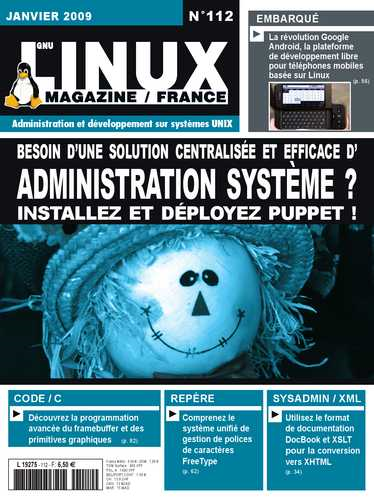 JANVIER 2009
N°112
GNU
LINUX
MAGAZINE / FRANCE
Administration et développement sur systèmes UNIX
EMBARQUÉ
La révolution Google
Android, la plateforme
de développement libre
pour téléphones mobiles
basée sur Linux
BESOIN D'UNE SOLUTION CENTRALISÉE ET EFFICACE D'
ADMINISTRATION SYSTÈME ?
INSTALLEZ ET DÉPLOYEZ PUPPET !
CODE / C
Découvrez la programmation
avancée du framebuffer et des
primitives graphiques (p. 82)
REPÈRE
Comprenez le
système unifié de
gestion de polices
de caractères
FreeType
(p. 62)
SYSADMIN / XML
Utilisez le format
de documentation
DocBook et XSLT
pour la conversion
vers XHTML
(p. 34)
L 19275 - 112 - F: 6,50 €